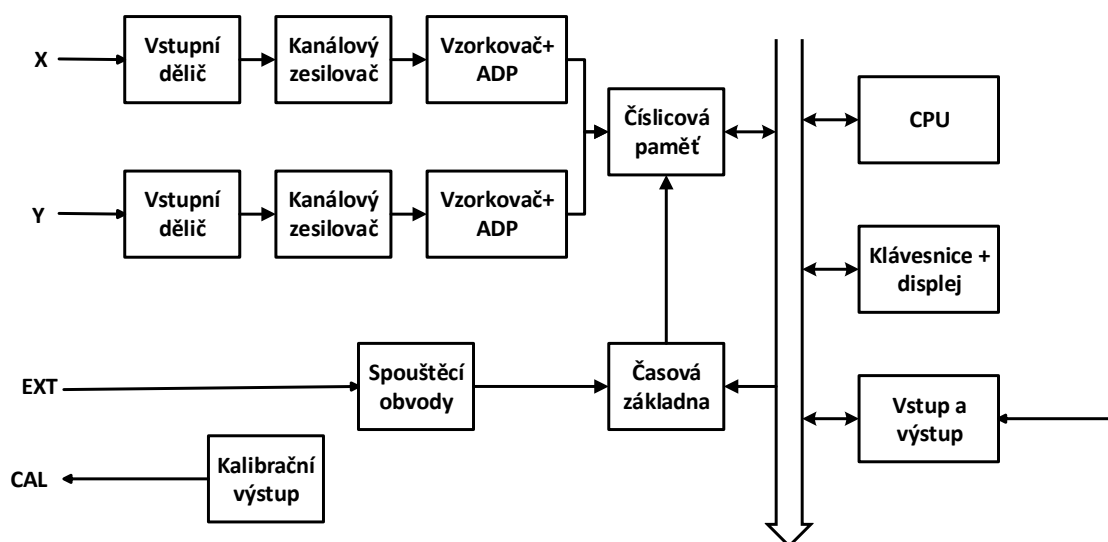 X
Vstupní
dělič
Kanálový
zesilovač
Vzorkovač+
ADP
Číslicová
paměť
CPU
Y
Vstupní
dělič
Kanálový
zesilovač
Vzorkovač+
ADP
Klávesnice +
displej
EXT
Spouštěcí
obvody
Časová
základna
Vstup a
výstup
CAL
Kalibrační
výstup